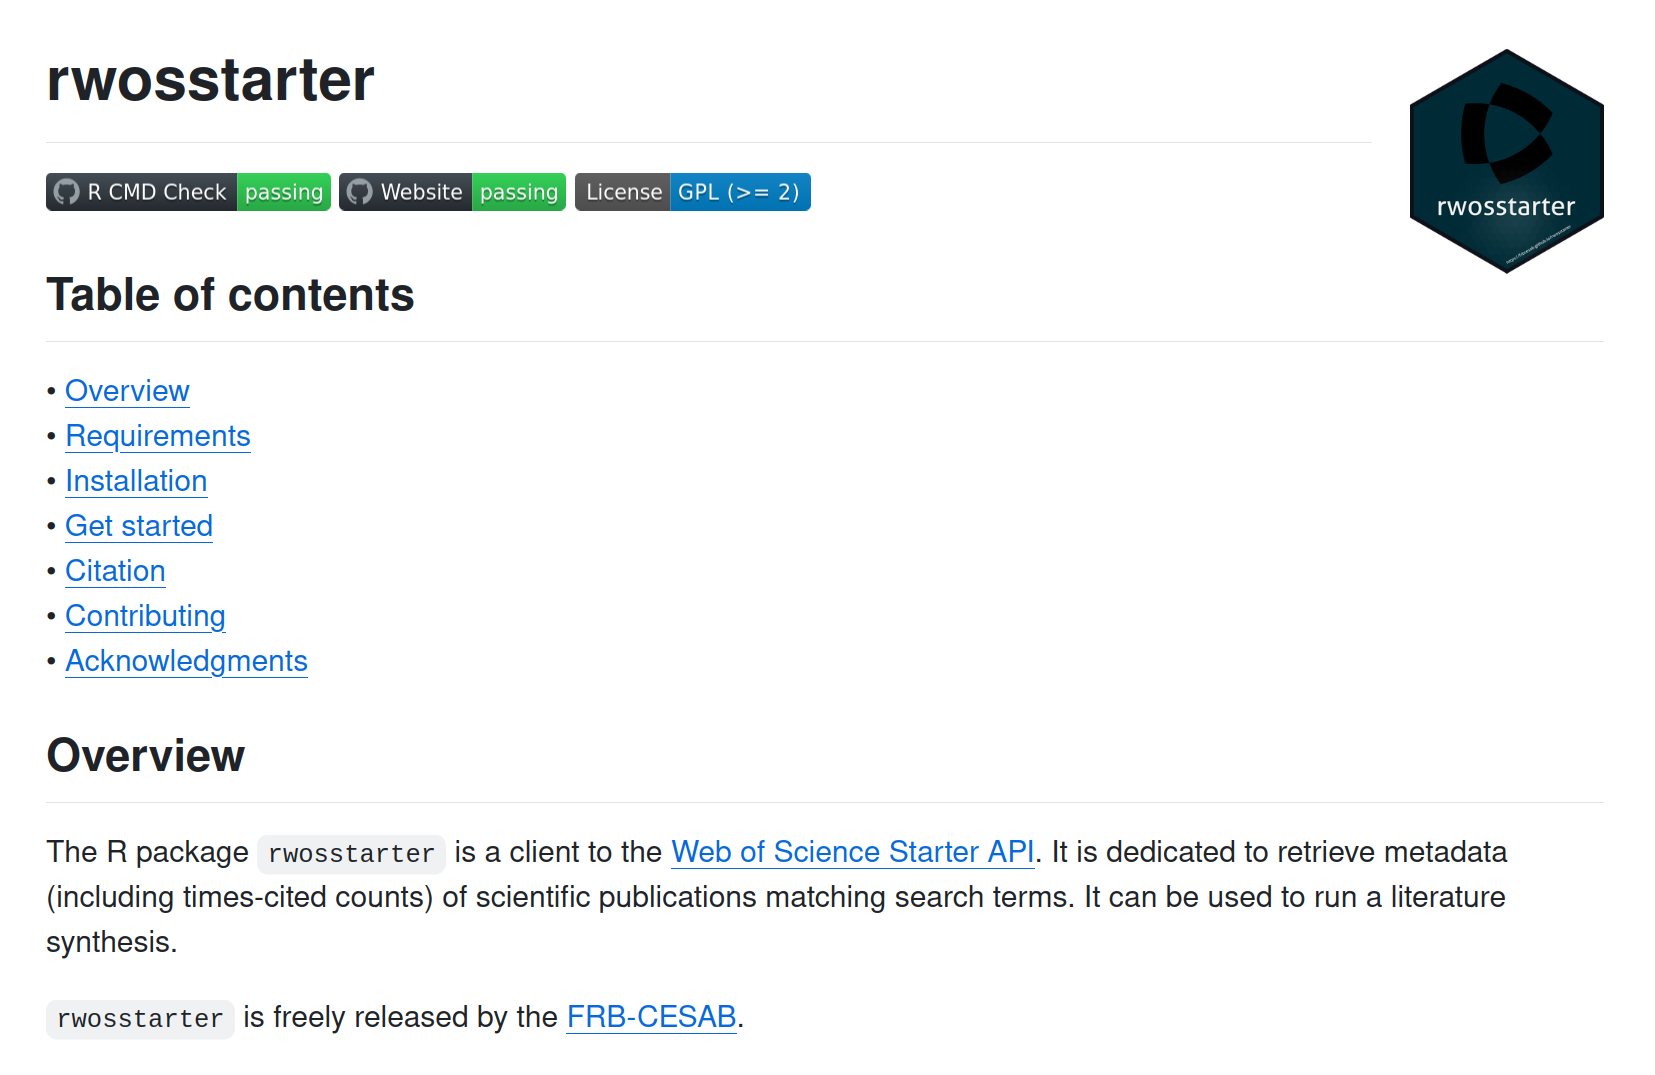 rwosstarter
R CMD Check passing Website passing License GPL (>= 2)
rwosstarter
Table of contents
• Overview
• Requirements
• Installation
• Get started
• Citation
• Contributing
• Acknowledgments
Overview
The R package rwosstarter is a client to the Web of Science Starter API. It is dedicated to retrieve metadata
(including times-cited counts) of scientific publications matching search terms. It can be used to run a literature
synthesis.
rwosstarter is freely released by the FRB-CESAB.